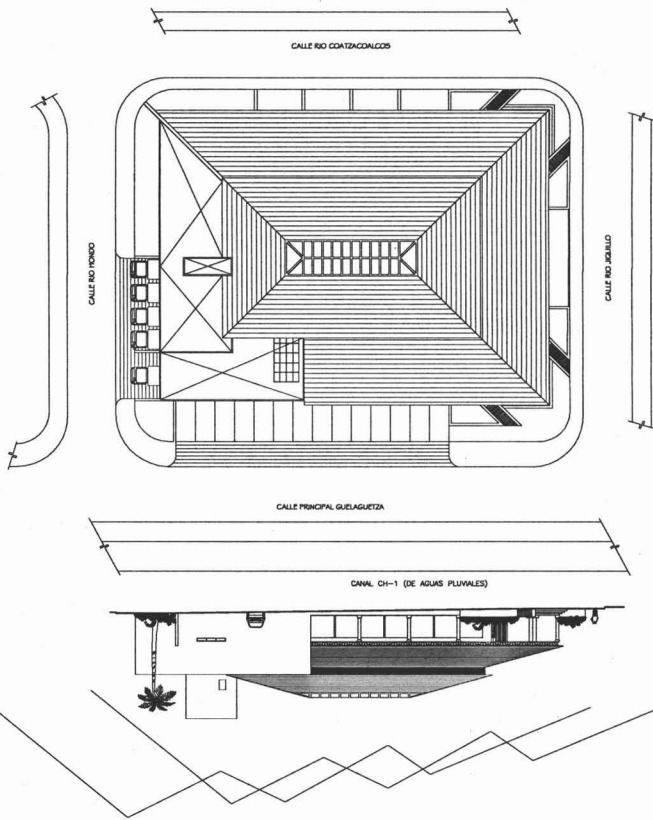 CALLE RIO COATZACOALCOS
CALLE RIO HONDO
CALLE RIO JIQUILLO
CALLE PRINCIPAL GUELAGUETZA
CANAL CH-1 (DE AGUAS PLUVIALES)